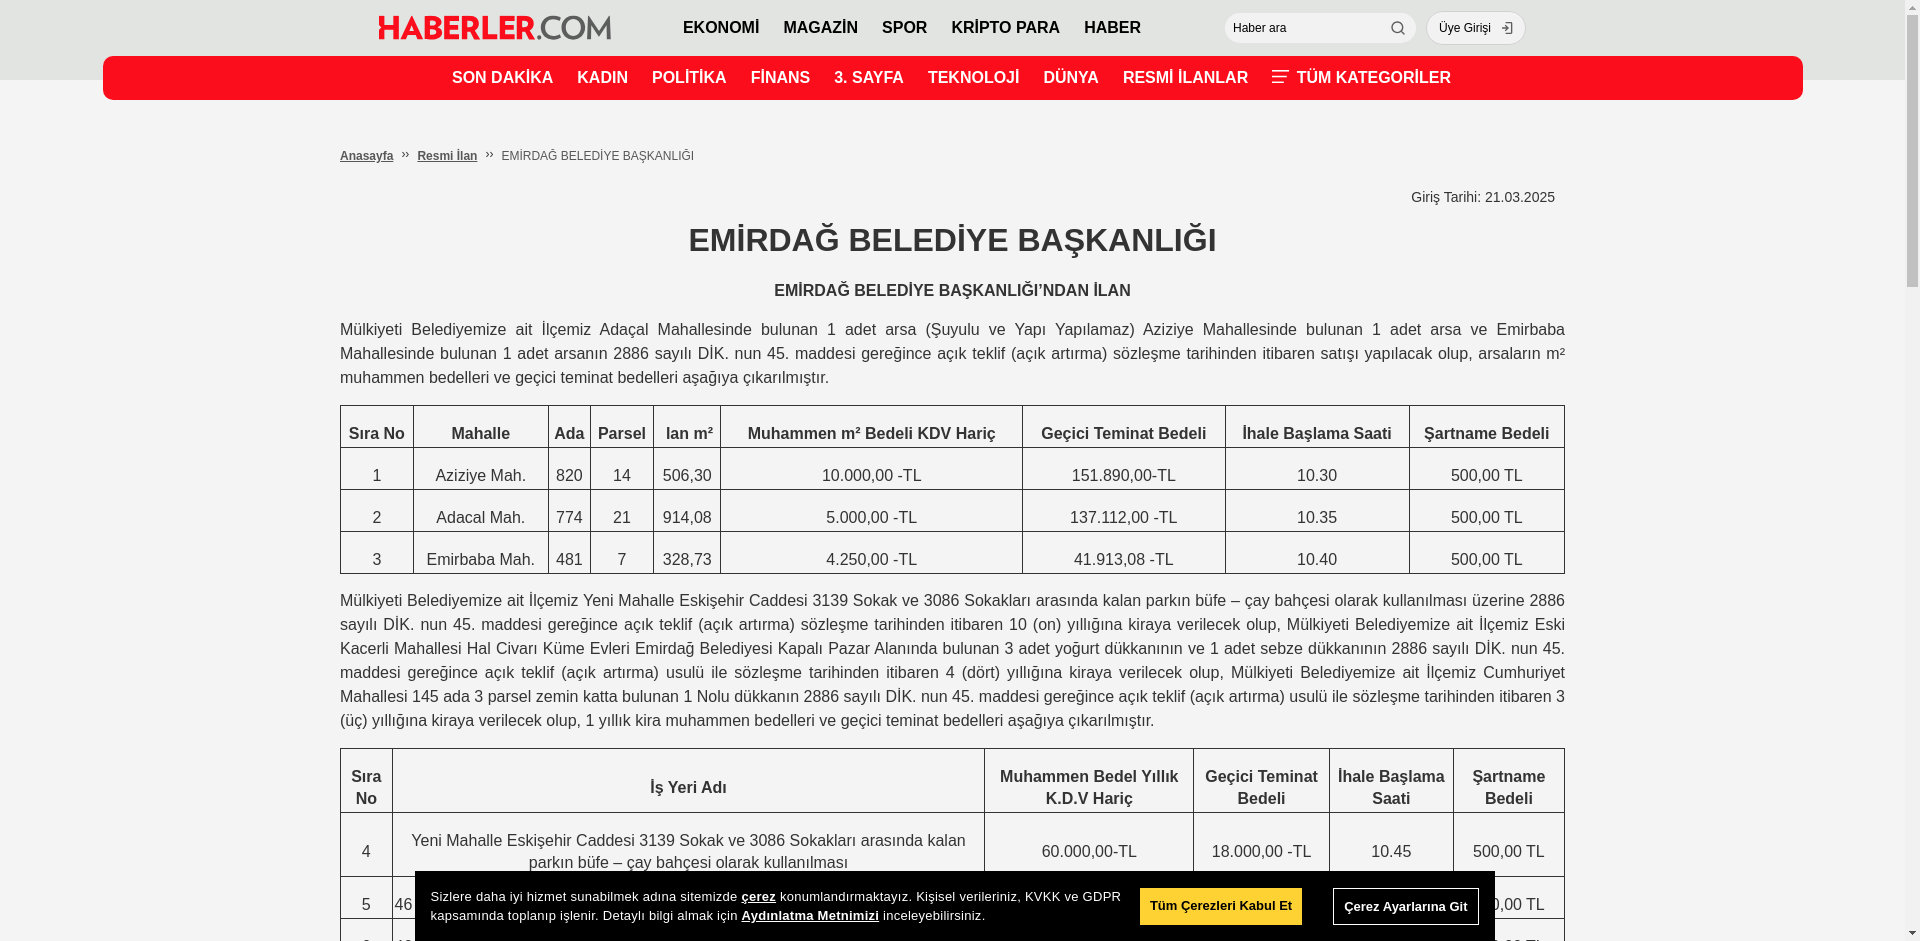 HABERLER.COM
EKONOMİ MAGAZİN SPOR KRİPTO PARA HABER
Haber ara
Üye Girişi
SON DAKİKA KADIN POLİTİKA FİNANS 3. SAYFA TEKNOLOJİ DÜNYA RESMİ İLANLAR TÜM KATEGORİLER
Anasayfa ›› Resmi İlan ›› EMİRDAĞ BELEDİYE BAŞKANLIĞI
Giriş Tarihi: 21.03.2025
EMİRDAĞ BELEDİYE BAŞKANLIĞI
EMİRDAĞ BELEDİYE BAŞKANLIĞI’NDAN İLAN
Mülkiyeti Belediyemize ait İlçemiz Adaçal Mahallesinde bulunan 1 adet arsa (Şuyulu ve Yapı Yapılamaz) Aziziye Mahallesinde bulunan 1 adet arsa ve Emirbaba
Mahallesinde bulunan 1 adet arsanın 2886 sayılı DİK. nun 45. maddesi gereğince açık teklif (açık artırma) sözleşme tarihinden itibaren satışı yapılacak olup, arsaların m²
muhammen bedelleri ve geçici teminat bedelleri aşağıya çıkarılmıştır.
Sıra No Mahalle Ada Parsel lan m² Muhammen m² Bedeli KDV Hariç Geçici Teminat Bedeli İhale Başlama Saati Şartname Bedeli
1 Aziziye Mah. 820 14 506,30 10.000,00 -TL 151.890,00-TL 10.30 500,00 TL
2 Adacal Mah. 774 21 914,08 5.000,00 -TL 137.112,00 -TL 10.35 500,00 TL
3 Emirbaba Mah. 481 7 328,73 4.250,00 -TL 41.913,08 -TL 10.40 500,00 TL
Mülkiyeti Belediyemize ait İlçemiz Yeni Mahalle Eskişehir Caddesi 3139 Sokak ve 3086 Sokakları arasında kalan parkın büfe – çay bahçesi olarak kullanılması üzerine 2886
sayılı DİK. nun 45. maddesi gereğince açık teklif (açık artırma) sözleşme tarihinden itibaren 10 (on) yıllığına kiraya verilecek olup, Mülkiyeti Belediyemize ait İlçemiz Eski
Kacerli Mahallesi Hal Civarı Küme Evleri Emirdağ Belediyesi Kapalı Pazar Alanında bulunan 3 adet yoğurt dükkanının ve 1 adet sebze dükkanının 2886 sayılı DİK. nun 45.
maddesi gereğince açık teklif (açık artırma) usulü ile sözleşme tarihinden itibaren 4 (dört) yıllığına kiraya verilecek olup, Mülkiyeti Belediyemize ait İlçemiz Cumhuriyet
Mahallesi 145 ada 3 parsel zemin katta bulunan 1 Nolu dükkanın 2886 sayılı DİK. nun 45. maddesi gereğince açık teklif (açık artırma) usulü ile sözleşme tarihinden itibaren 3
(üç) yıllığına kiraya verilecek olup, 1 yıllık kira muhammen bedelleri ve geçici teminat bedelleri aşağıya çıkarılmıştır.
Sıra No İş Yeri Adı Muhammen Bedel Yıllık K.D.V Hariç Geçici Teminat Bedeli İhale Başlama Saati Şartname Bedeli
4 Yeni Mahalle Eskişehir Caddesi 3139 Sokak ve 3086 Sokakları arasında kalan
parkın büfe – çay bahçesi olarak kullanılması 60.000,00-TL 18.000,00 -TL 10.45 500,00 TL
5 46 0,00 TL
Sizlere daha iyi hizmet sunabilmek adına sitemizde çerez konumlandırmaktayız. Kişisel verileriniz, KVKK ve GDPR
kapsamında toplanıp işlenir. Detaylı bilgi almak için Aydınlatma Metnimizi inceleyebilirsiniz.
Tüm Çerezleri Kabul Et
Çerez Ayarlarına Git